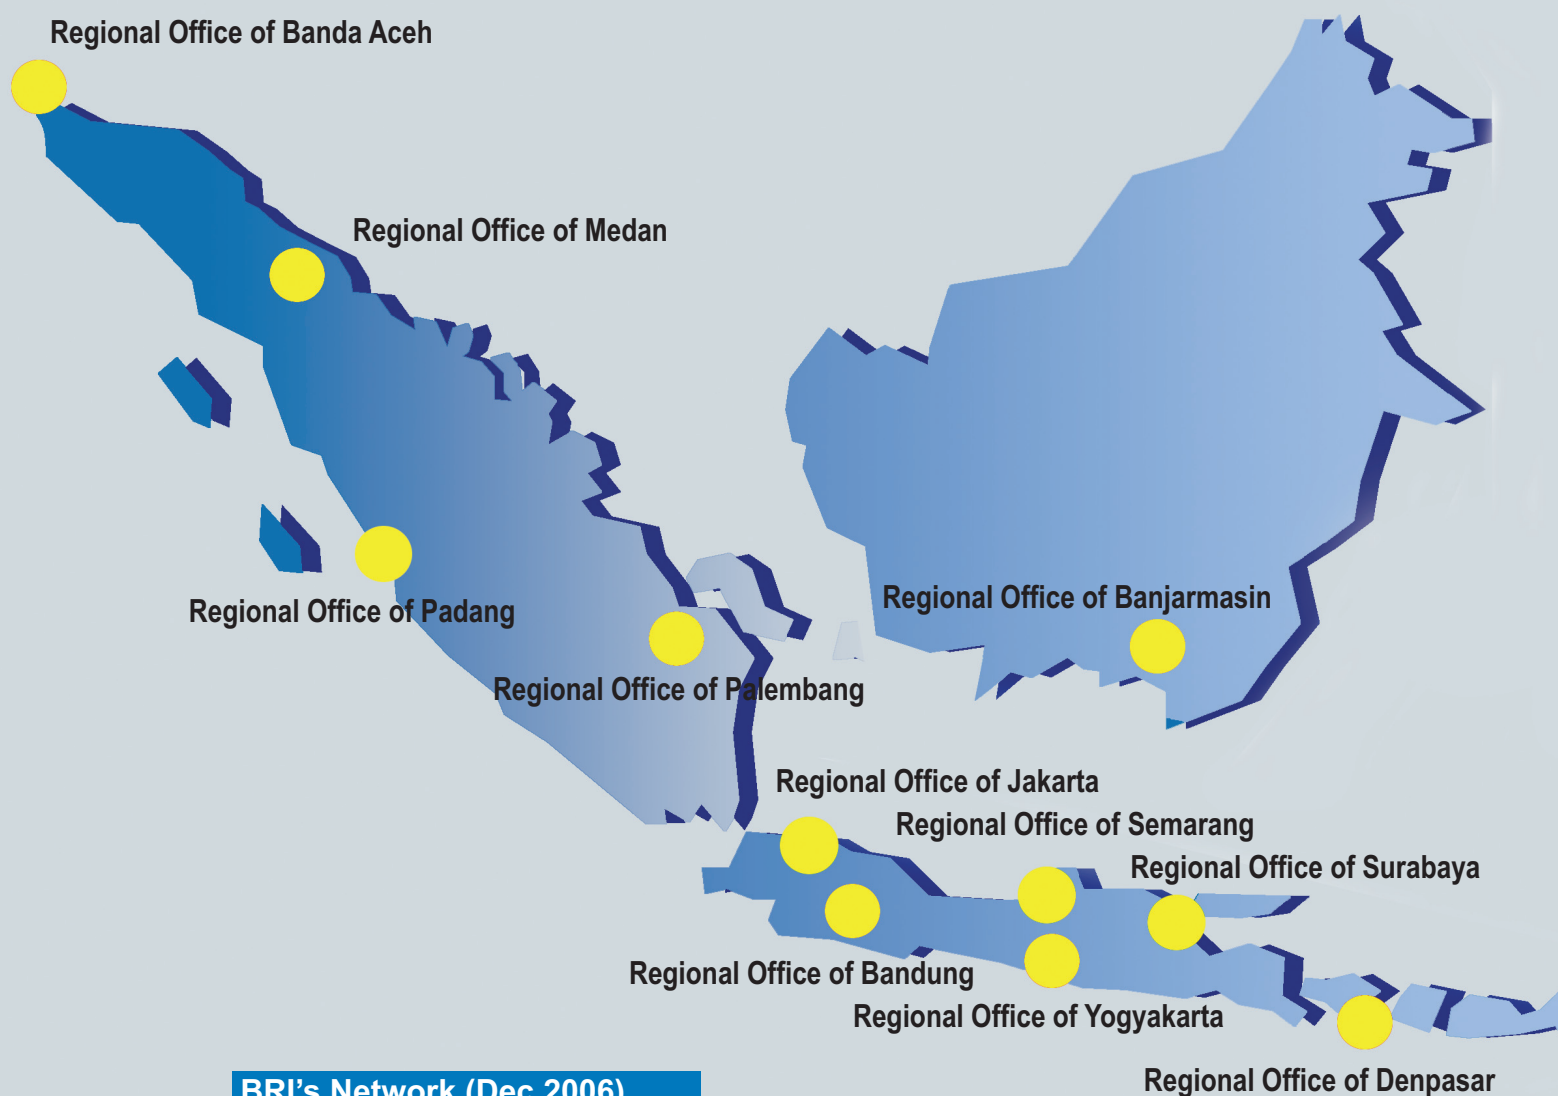 Regional Office of Banda Aceh
Regional Office of Medan
Regional Office of Padang
Regional Office of Banjarmasin
Regional Office of Palembang
Regional Office of Jakarta
Regional Office of Semarang
Regional Office of Surabaya
Regional Office of Bandung
Regional Office of Yogyakarta
Regional Office of Denpasar
BRI's Network (Dec 2006)